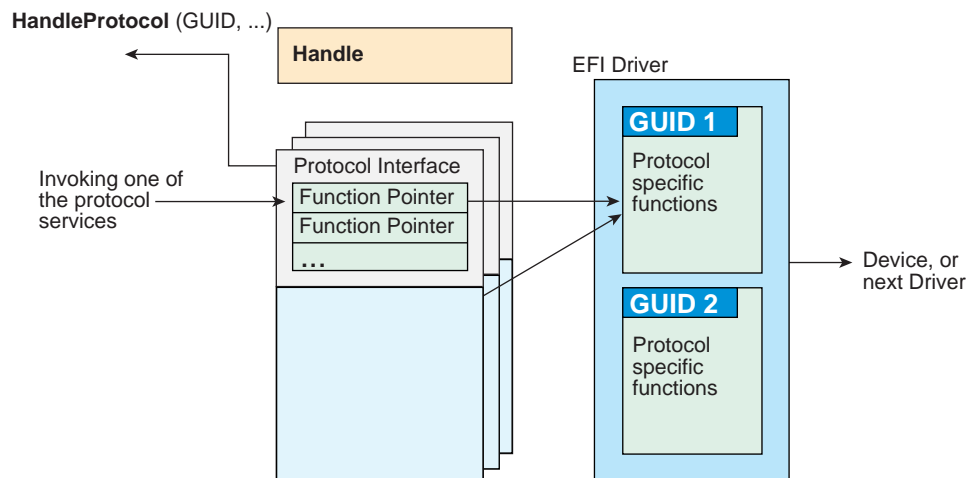 HandleProtocol (GUID, ...)
Handle
EFI Driver
GUID 1
Protocol
specific
functions
Protocol Interface
Function Pointer
Function Pointer
...
Invoking one of
the protocol
services
Device, or
next Driver
GUID 2
Protocol
specific
functions